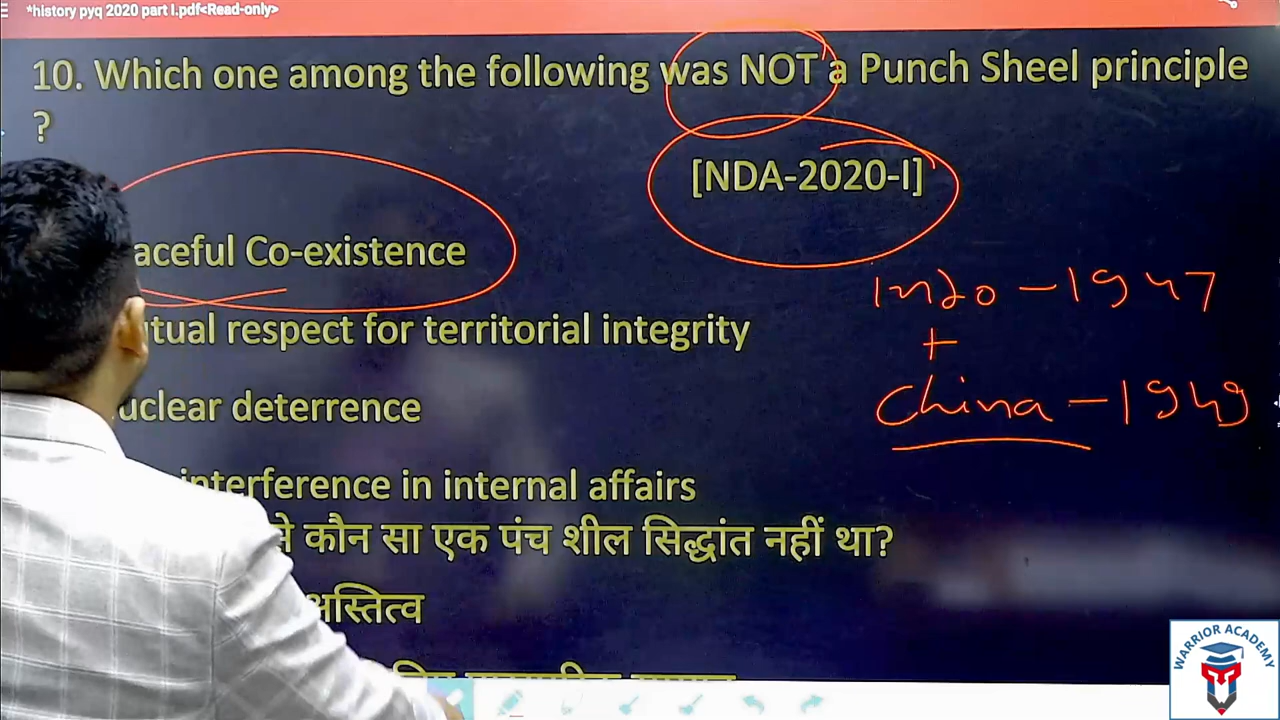 *history pyq 2020 part I.pdf<Read-only>
10. Which one among the following was NOT a Punch Sheel principle
?
[NDA-2020-I]
aceful Co-existence
tual respect for territorial integrity
uclear deterrence
interference in internal affairs
कौन सा एक पंच शील सिद्धांत नहीं था?
अस्तित्व
Indo - 1947
+
China - 1949
WARRIOR ACADEMY